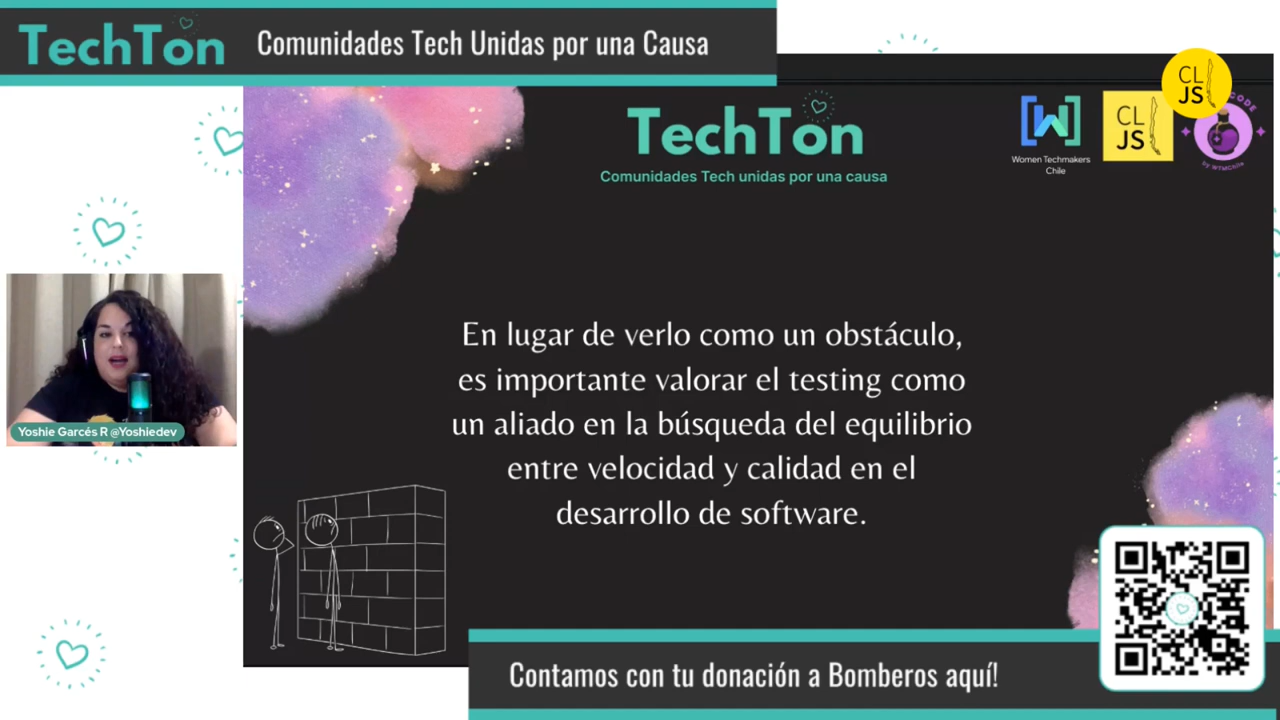 TechTon
Comunidades Tech Unidas por una Causa
TechTon
Comunidades Tech unidas por una causa
Women Techmakers
Chile
CL
JS
CL
JS
CODE
by WTMChile
En lugar de verlo como un obstáculo,
es importante valorar el testing como
un aliado en la búsqueda del equilibrio
entre velocidad y calidad en el
desarrollo de software.
Yoshie Garcés R @Yoshiedev
Contamos con tu donación a Bomberos aquí!